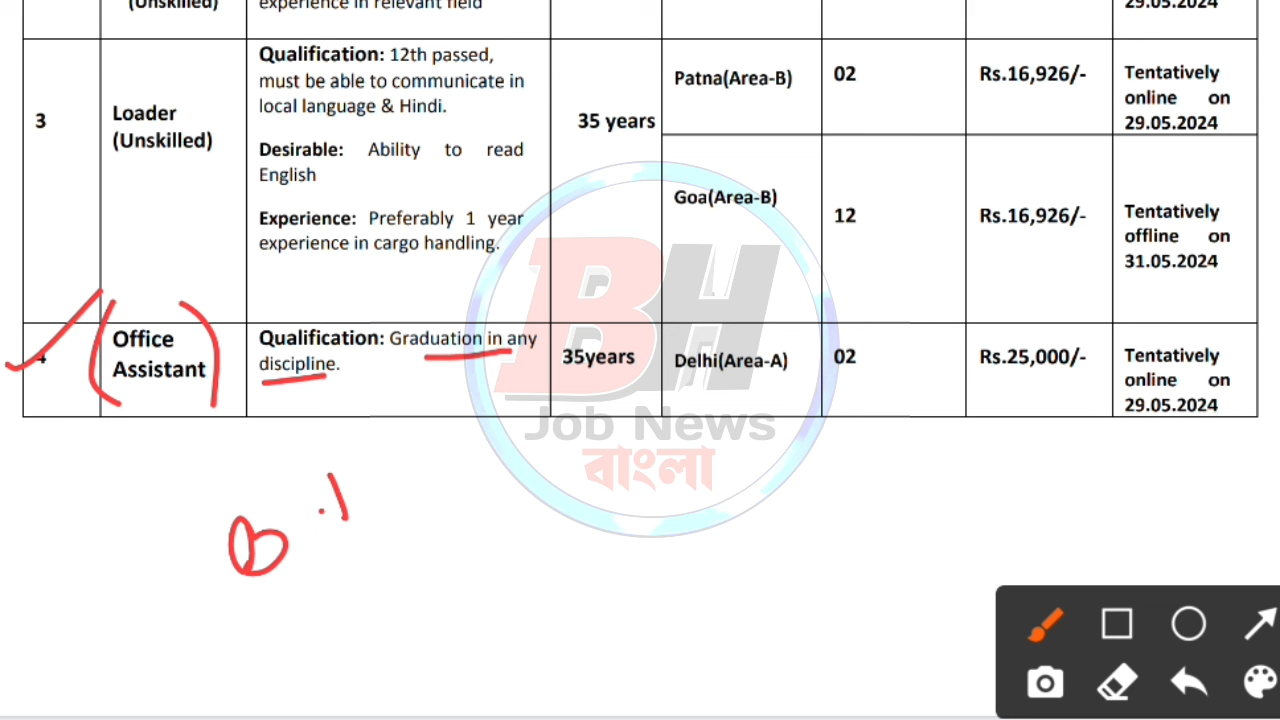 (Unskilled)
experience in relevant field
29.05.2024
3
Loader
(Unskilled)
Qualification: 12th passed,
must be able to communicate in
local language & Hindi.
Desirable: Ability to read
English
Experience: Preferably 1 year
experience in cargo handling.
35 years
Patna(Area-B)
02
Rs.16,926/-
Tentatively
online on
29.05.2024
Goa(Area-B)
12
Rs.16,926/-
Tentatively
offline on
31.05.2024
4
Office
Assistant
Qualification: Graduation in any
discipline.
35years
Delhi(Area-A)
02
Rs.25,000/-
Tentatively
online on
29.05.2024
BH
Job News
বাংলা